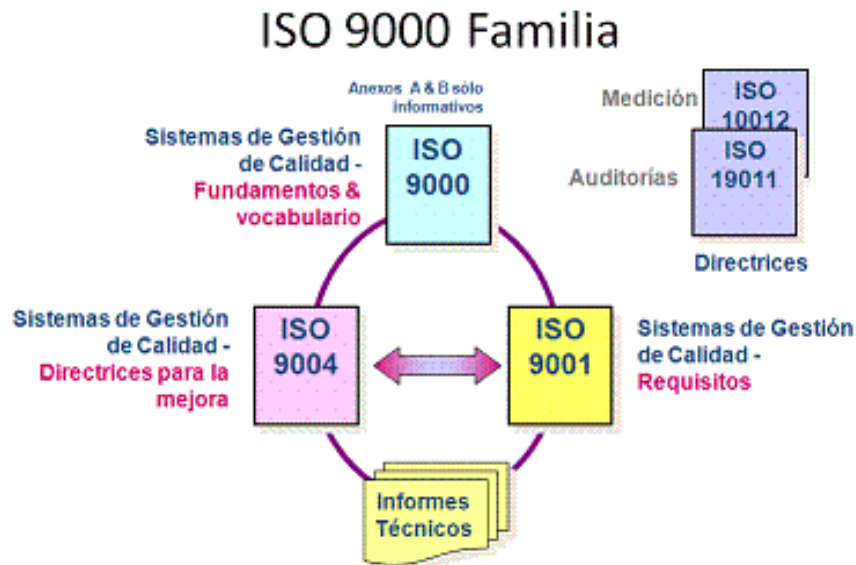 ISO 9000 Familia
Anexos A & B sólo
informativos
Sistemas de Gestión
de Calidad -
Fundamentos &
vocabulario
ISO
9000
Medición
ISO
10012
Auditorías
ISO
19011
Directrices
Sistemas de Gestión
de Calidad -
Directrices para la
mejora
ISO
9004
ISO
9001
Sistemas de Gestión
de Calidad -
Requisitos
Informes
Técnicos